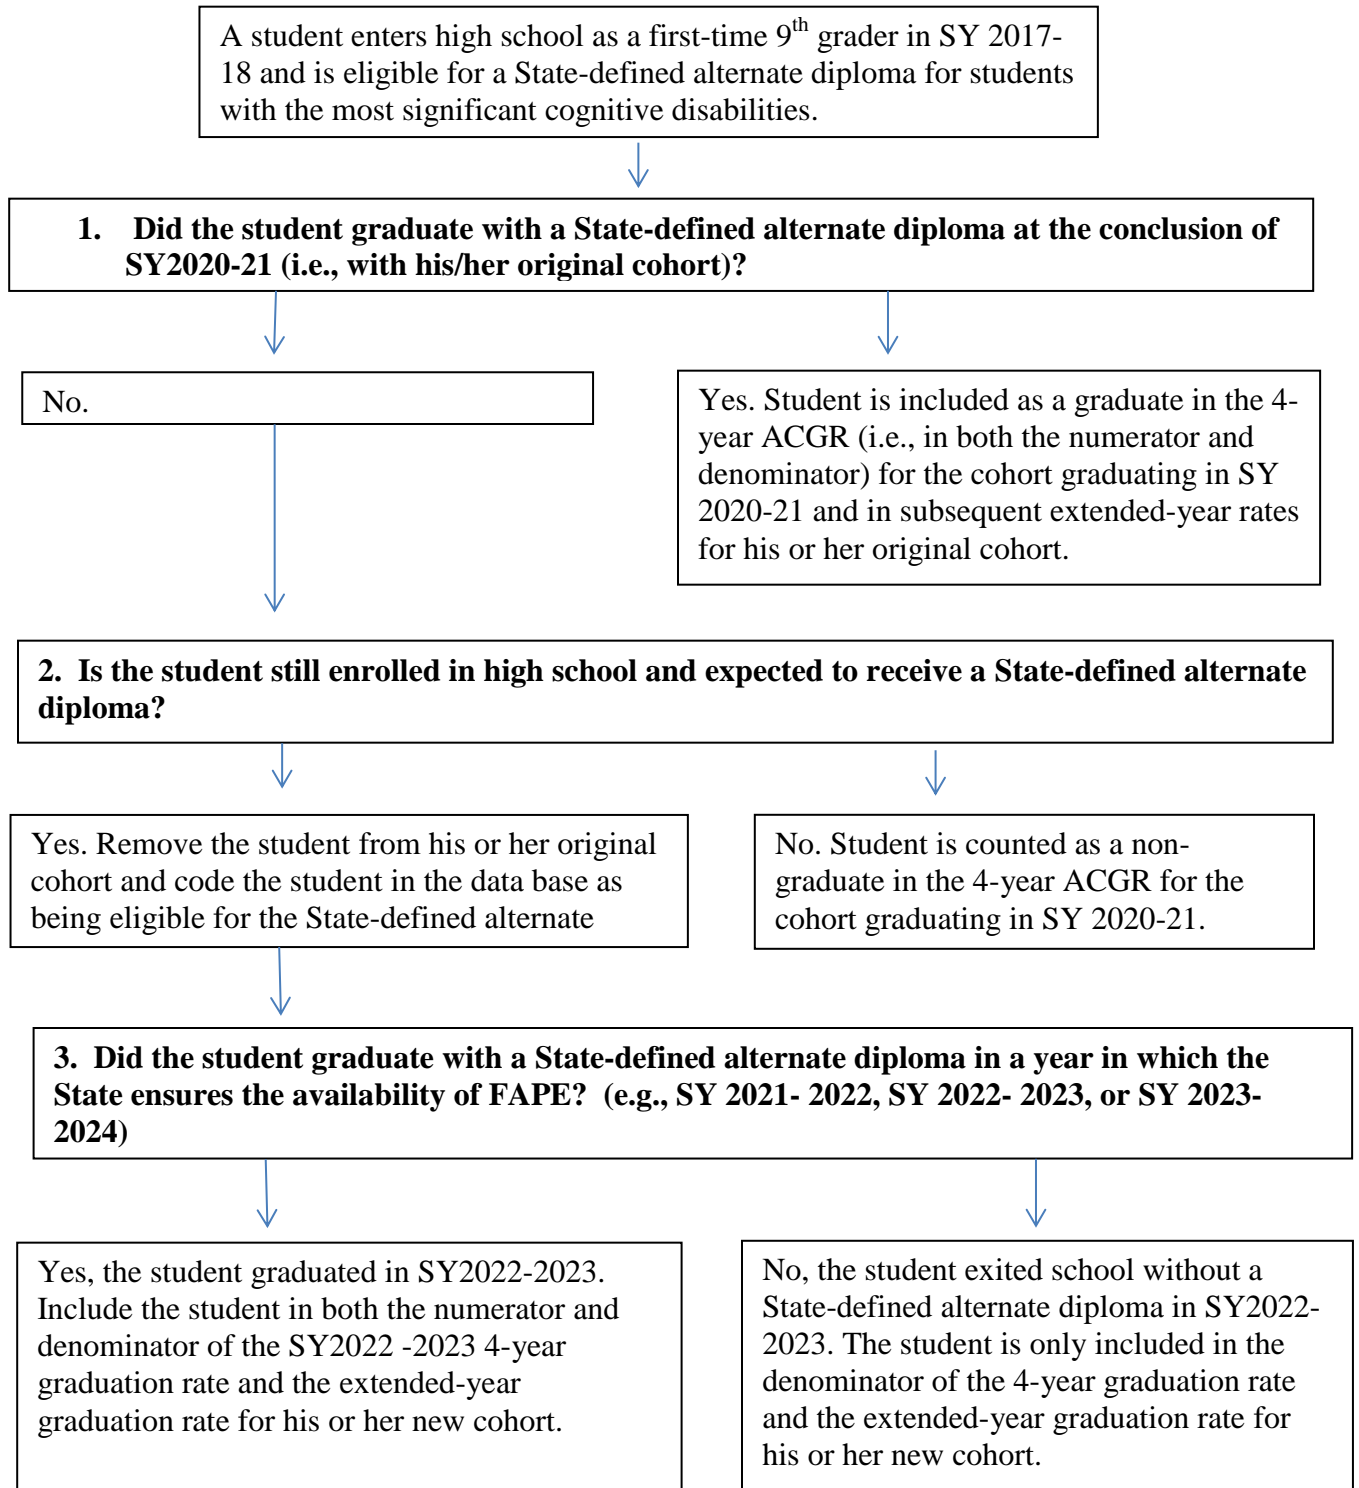 A student enters high school as a first-time 9th grader in SY 2017-
18 and is eligible for a State-defined alternate diploma for students
with the most significant cognitive disabilities.
1. Did the student graduate with a State-defined alternate diploma at the conclusion of
SY2020-21 (i.e., with his/her original cohort)?
No.
Yes. Student is included as a graduate in the 4-
year ACGR (i.e., in both the numerator and
denominator) for the cohort graduating in SY
2020-21 and in subsequent extended-year rates
for his or her original cohort.
2. Is the student still enrolled in high school and expected to receive a State-defined alternate
diploma?
Yes. Remove the student from his or her original
cohort and code the student in the data base as
being eligible for the State-defined alternate
No. Student is counted as a non-
graduate in the 4-year ACGR for the
cohort graduating in SY 2020-21.
3. Did the student graduate with a State-defined alternate diploma in a year in which the
State ensures the availability of FAPE? (e.g., SY 2021- 2022, SY 2022- 2023, or SY 2023-
2024)
Yes, the student graduated in SY2022-2023.
Include the student in both the numerator and
denominator of the SY2022 -2023 4-year
graduation rate and the extended-year
graduation rate for his or her new cohort.
No, the student exited school without a
State-defined alternate diploma in SY2022-
2023. The student is only included in the
denominator of the 4-year graduation rate
and the extended-year graduation rate for
his or her new cohort.